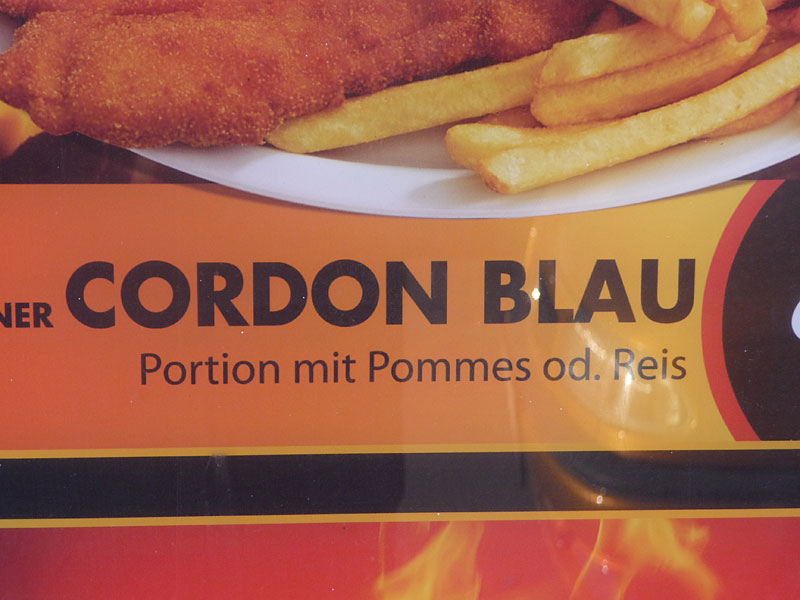 NER CORDON BLAU
Portion mit Pommes od. Reis